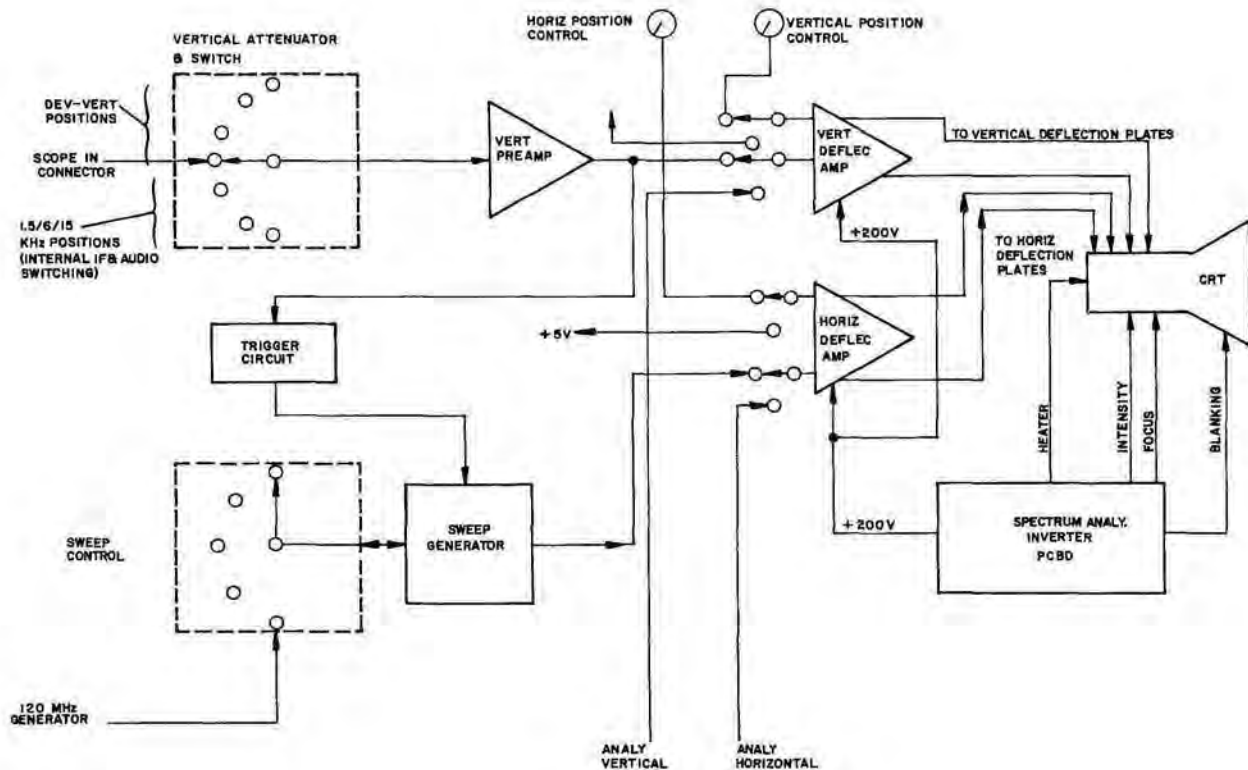 HORIZ POSITION
CONTROL
VERTICAL POSITION
CONTROL
VERTICAL ATTENUATOR
& SWITCH
DEV-VERT
POSITIONS
SCOPE IN
CONNECTOR
1.5/6/15
KHz POSITIONS
(INTERNAL IF & AUDIO
SWITCHING)
VERT
PREAMP
VERT
DEFLEC
AMP
TO VERTICAL DEFLECTION PLATES
+200V
TO HORIZ
DEFLECTION
PLATES
CRT
TRIGGER
CIRCUIT
+5V
HORIZ
DEFLEC
AMP
HEATER
INTENSITY
FOCUS
BLANKING
SWEEP
CONTROL
SWEEP
GENERATOR
+200V
SPECTRUM ANALY.
INVERTER
PCBD
120 MHz
GENERATOR
ANALY
VERTICAL
ANALY
HORIZONTAL